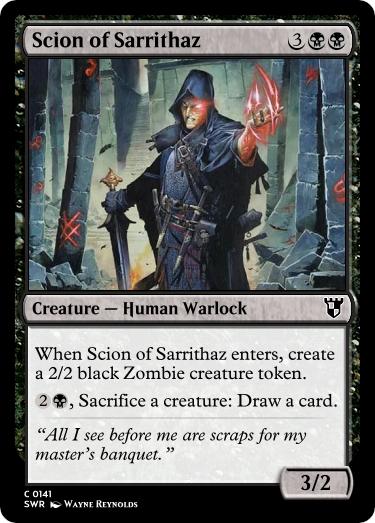 Scion of Sarrithaz 3
Creature — Human Warlock
When Scion of Sarrithaz enters, create
a 2/2 black Zombie creature token.
2, Sacrifice a creature: Draw a card.
“All I see before me are scraps for my
master’s banquet.”
3/2
C 0141
SWR Wayne Reynolds